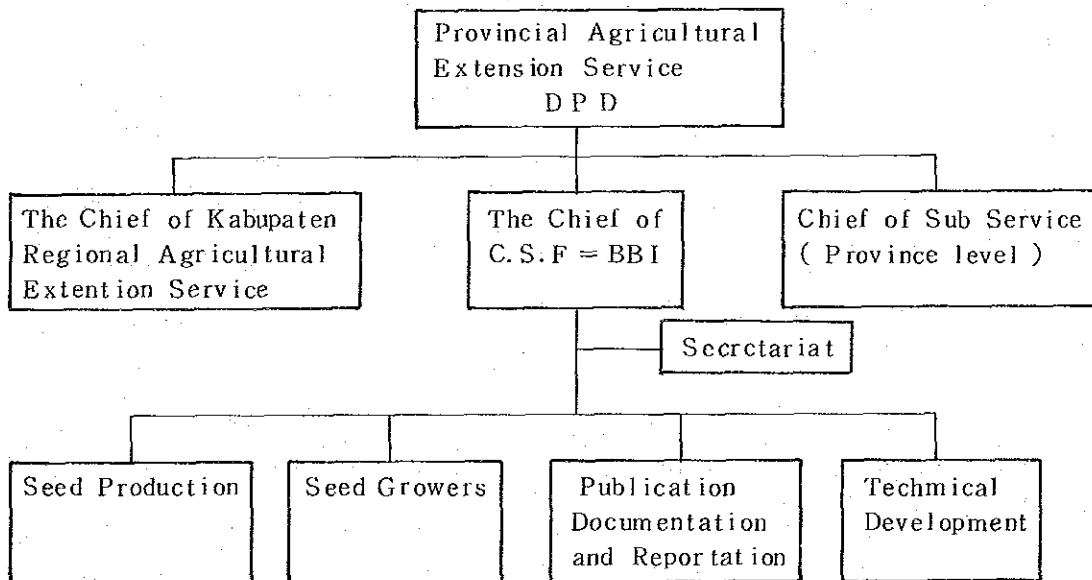 Provincial Agricultural
Extension Service
D P D
The Chief of Kabupaten
Regional Agricultural
Extention Service
The Chief of
C.S.F = BBI
Chief of Sub Service
( Province level )
Secretariat
Seed Production
Seed Growers
Publication
Documentation
and Reportation
Techmical
Development